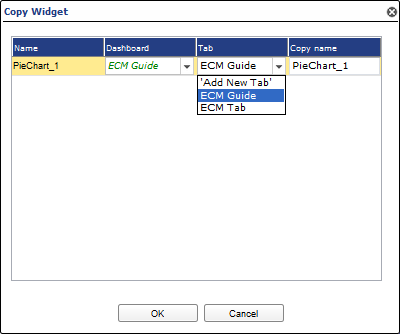 Copy Widget
Name Dashboard Tab Copy name
PieChart_1 ECM Guide ECM Guide PieChart_1
'Add New Tab'
ECM Guide
ECM Tab
OK Cancel